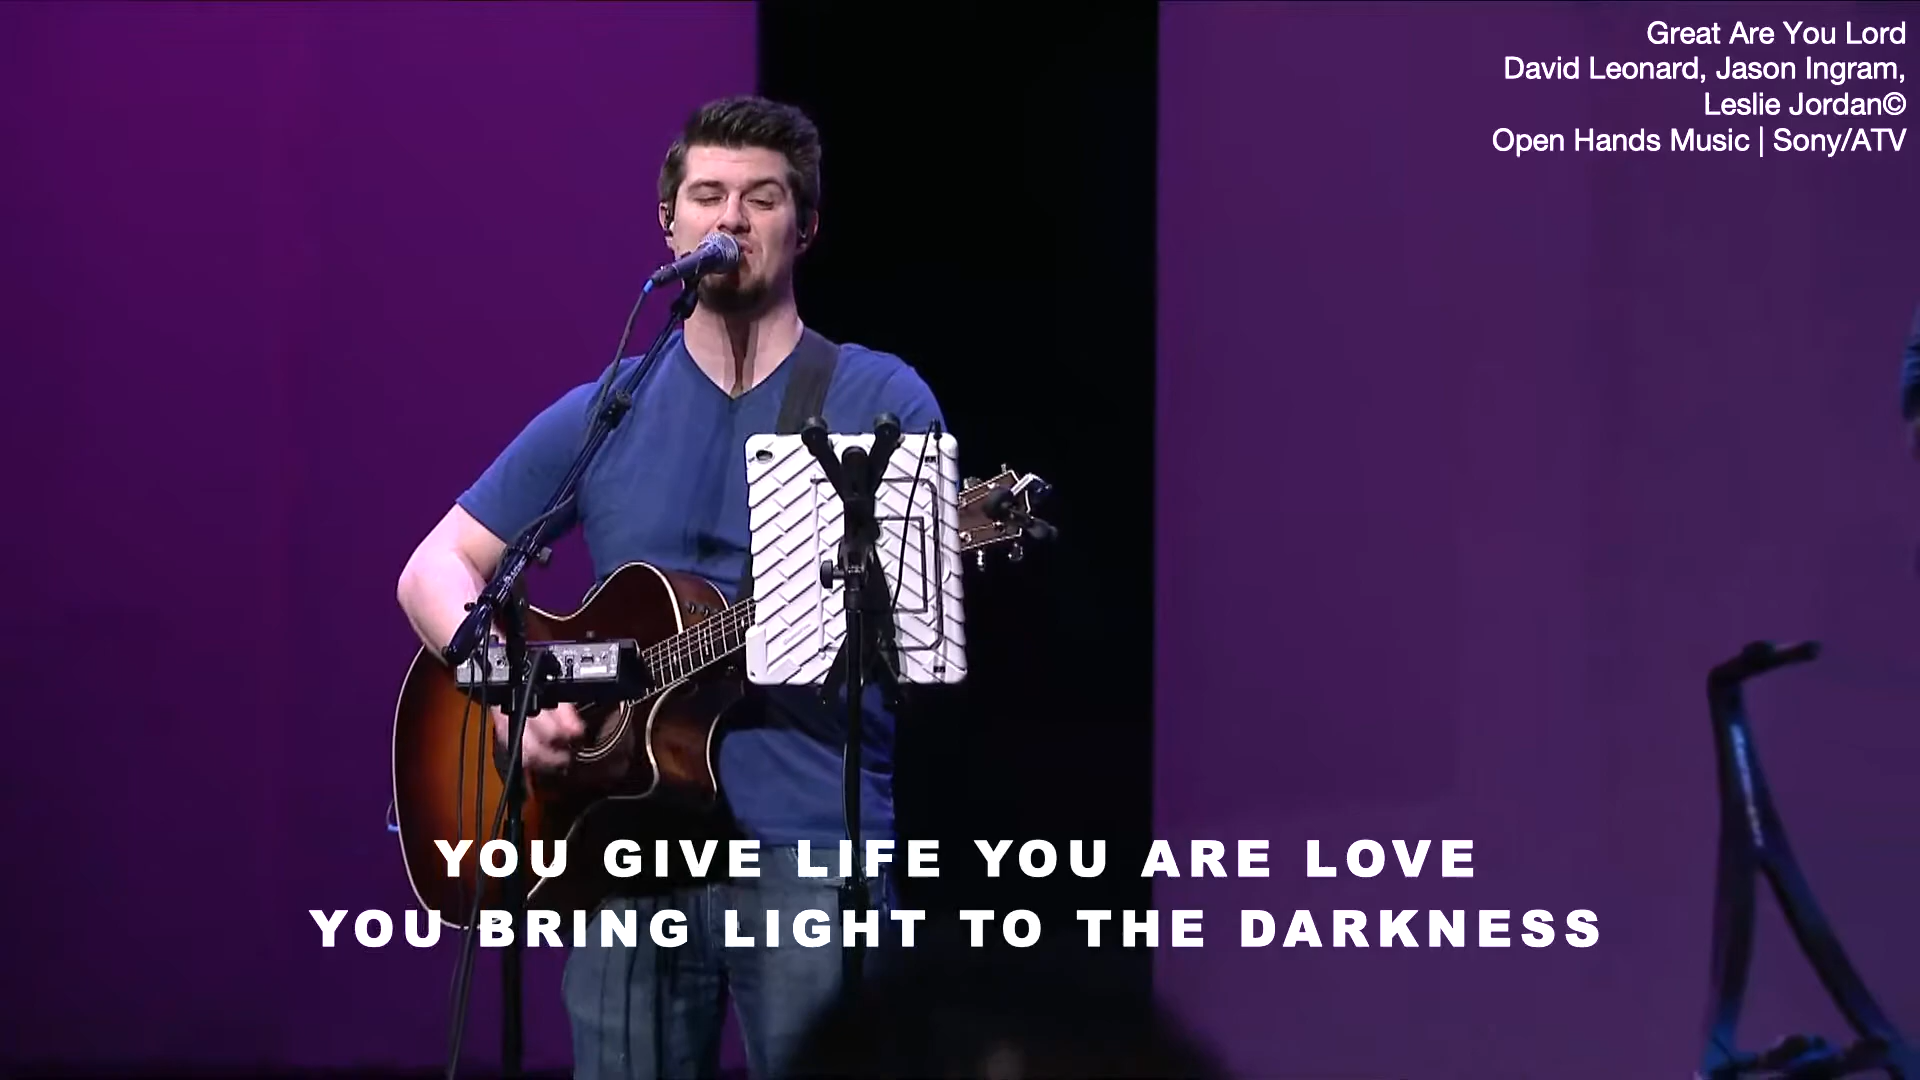 Great Are You Lord
David Leonard, Jason Ingram,
Leslie Jordan©
Open Hands Music | Sony/ATV
YOU GIVE LIFE YOU ARE LOVE
YOU BRING LIGHT TO THE DARKNESS